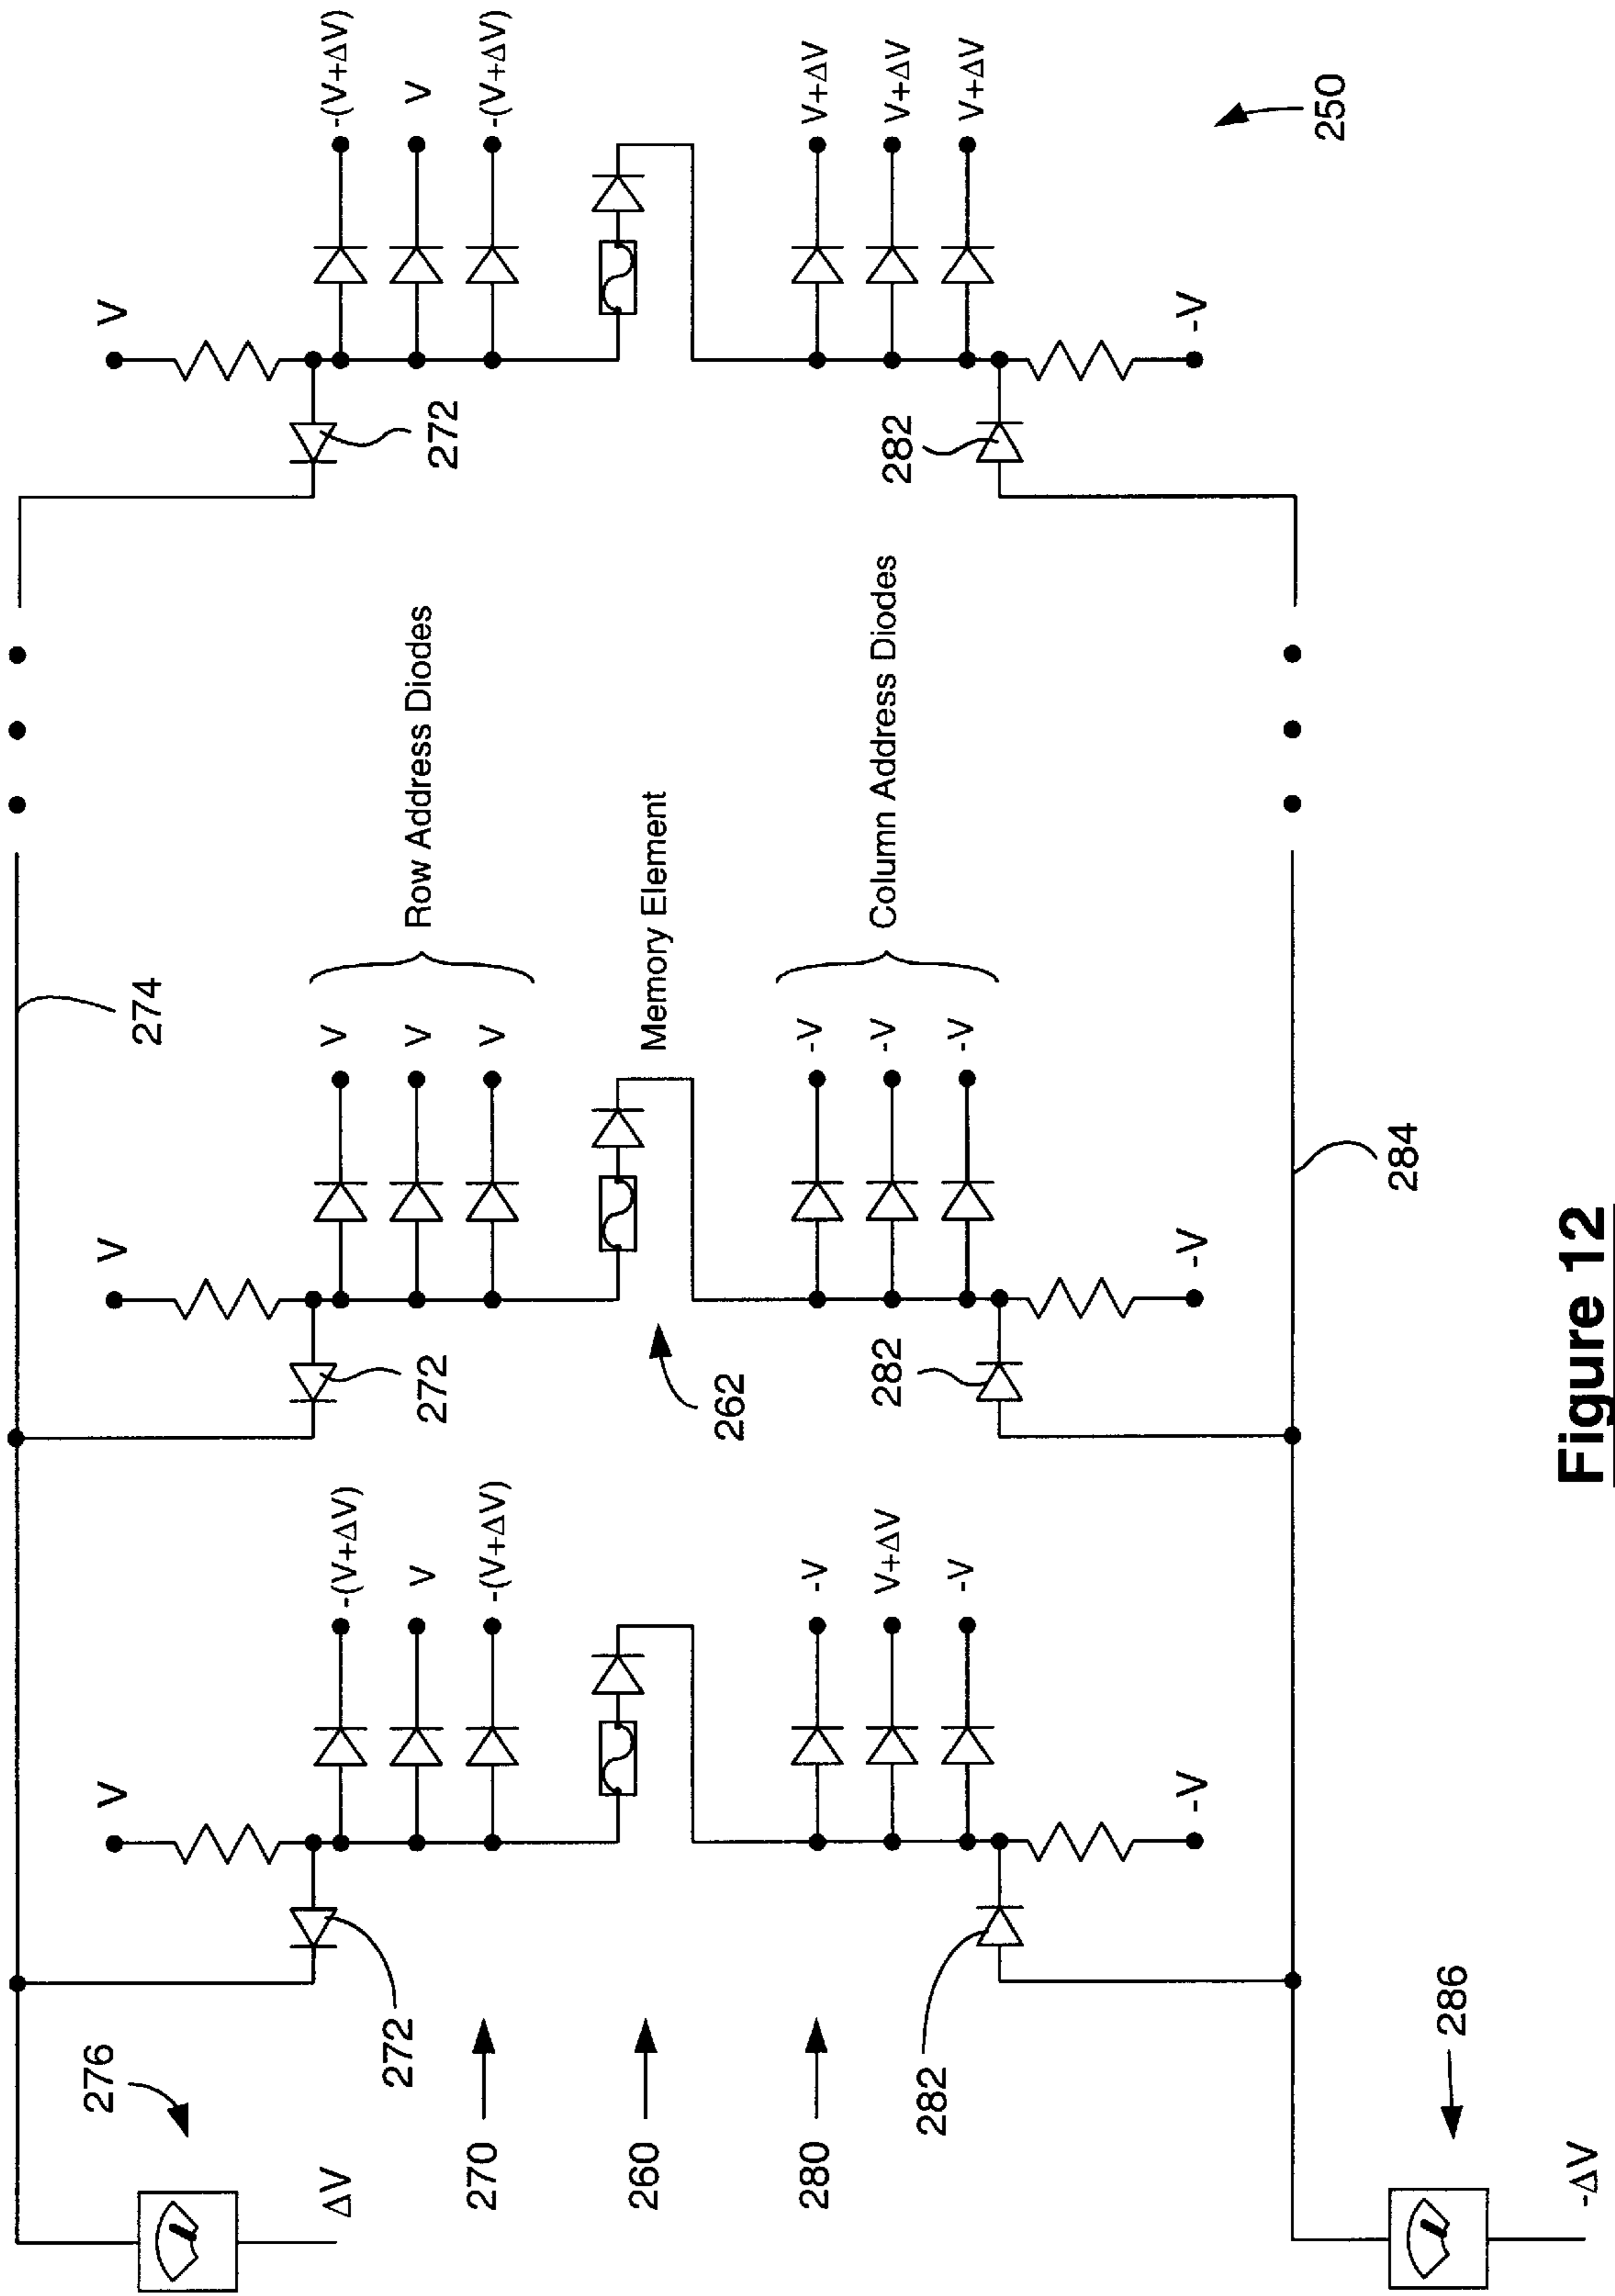 276
V
V
V
274
ΔV
-(V+ΔV)
V
-(V+ΔV)
272
V
272
V
Row Address Diodes
272
V
270
-(V+ΔV)
V
-(V+ΔV)
260
Memory Element
262
280
-V
-V
V+ΔV
V+ΔV
282
-V
Column Address Diodes
282
V+ΔV
282
-V
-V
V+ΔV
-V
-V
-V
250
284
286
-ΔV
Figure 12